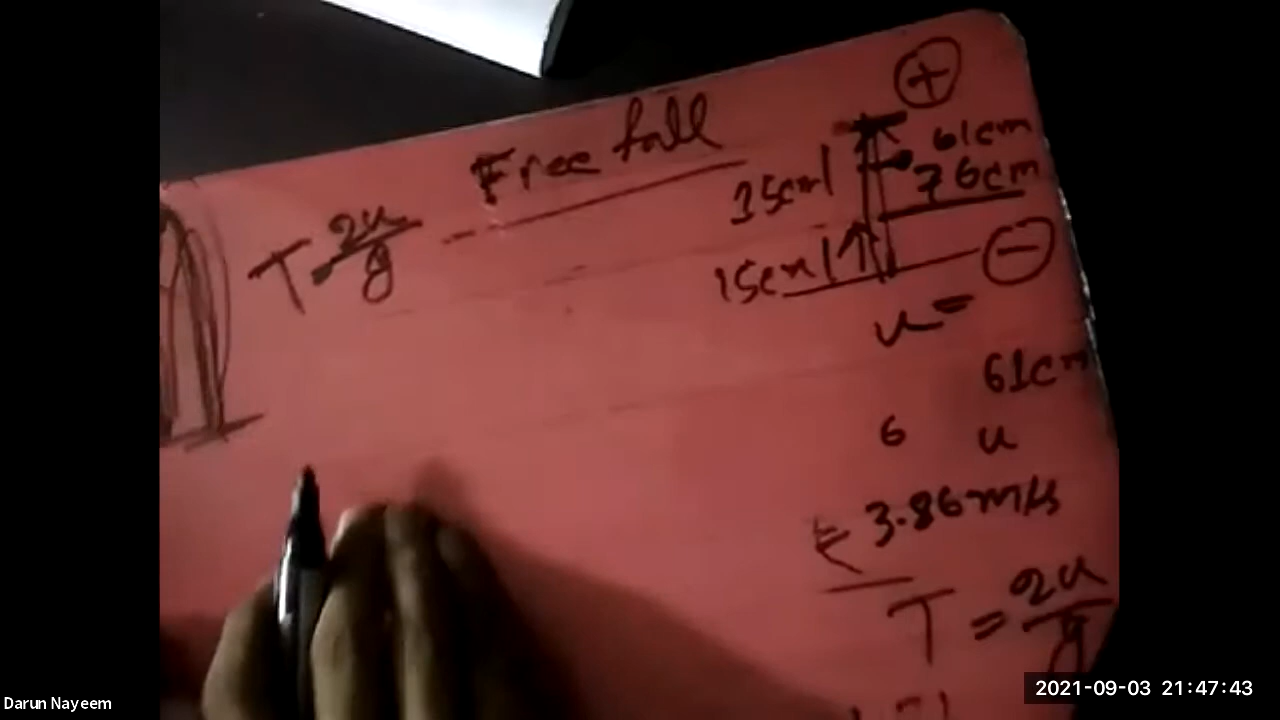 Free fall
T = 2u/g
+
61cm
76cm
15cm
15cm
−
u =
61cm
6 u
= 3.86 m/s
T = 2u/g
Darun Nayeem
2021-09-03 21:47:43